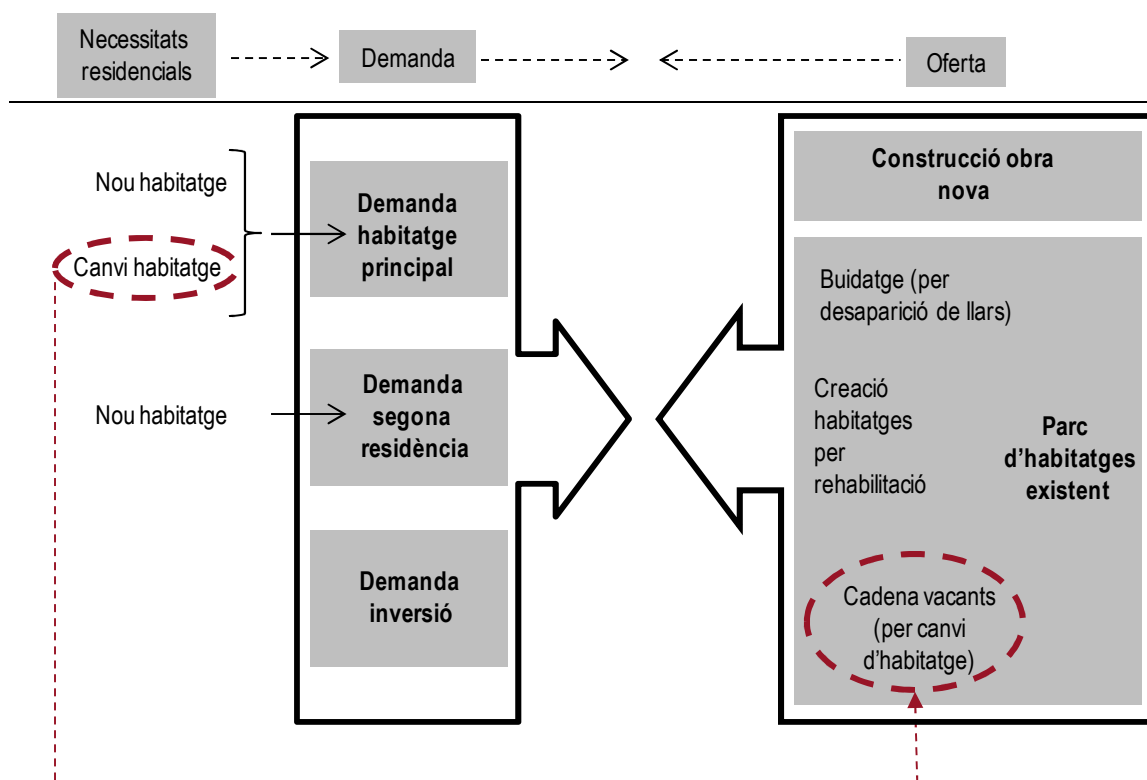 Necessitats
residencials
Demanda
Oferta
Nou habitatge
Canvi habitatge
Nou habitatge
Demanda
habitatge
principal
Demanda
segona
residència
Demanda
inversió
Construcció obra
nova
Buidatge (per
desaparició de llars)
Creació
habitatges
per
rehabilitació
Parc
d’habitatges
existent
Cadena vacants
(per canvi
d’habitatge)